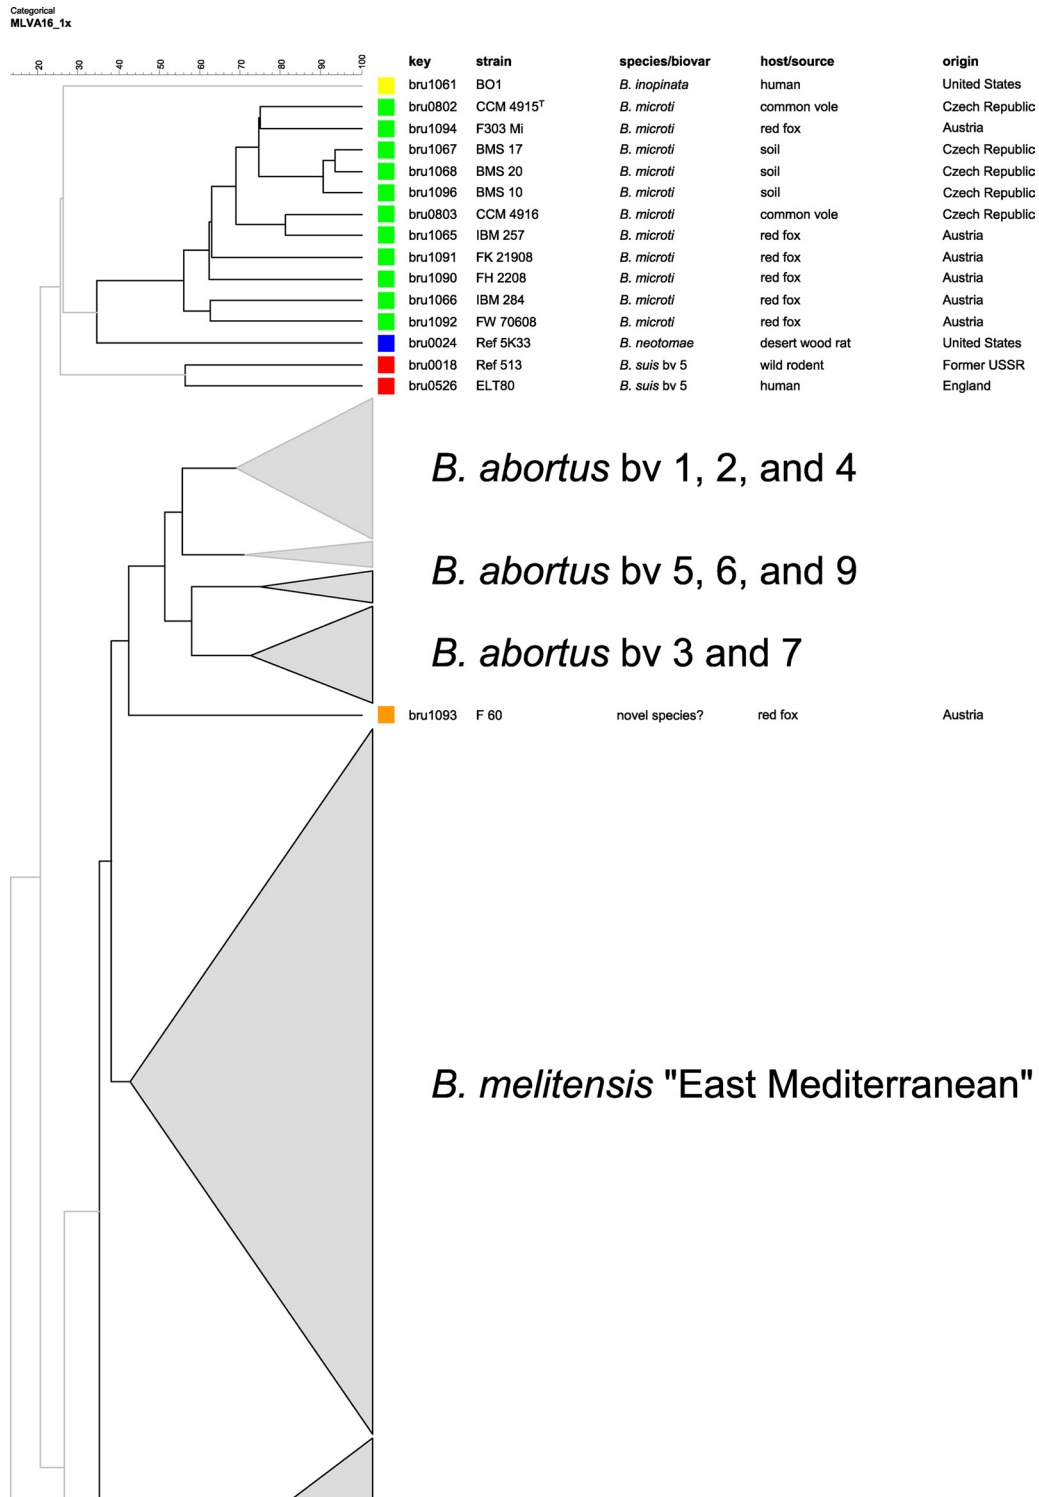 Categorical
MLVA16_1x
20 30 40 50 60 70 80 90 100
key strain species/biovar host/source origin
bru1061 BO1 B. inopinata human United States
bru0802 CCM 4915ᵀ B. microti common vole Czech Republic
bru1094 F303 Mi B. microti red fox Austria
bru1067 BMS 17 B. microti soil Czech Republic
bru1068 BMS 20 B. microti soil Czech Republic
bru1096 BMS 10 B. microti soil Czech Republic
bru0803 CCM 4916 B. microti common vole Czech Republic
bru1065 IBM 257 B. microti red fox Austria
bru1091 FK 21908 B. microti red fox Austria
bru1090 FH 2208 B. microti red fox Austria
bru1066 IBM 284 B. microti red fox Austria
bru1092 FW 70608 B. microti red fox Austria
bru0024 Ref 5K33 B. neotomae desert wood rat United States
bru0018 Ref 513 B. suis bv 5 wild rodent Former USSR
bru0526 ELT80 B. suis bv 5 human England
B. abortus bv 1, 2, and 4
B. abortus bv 5, 6, and 9
B. abortus bv 3 and 7
bru1093 F 60 novel species? red fox Austria
B. melitensis "East Mediterranean"